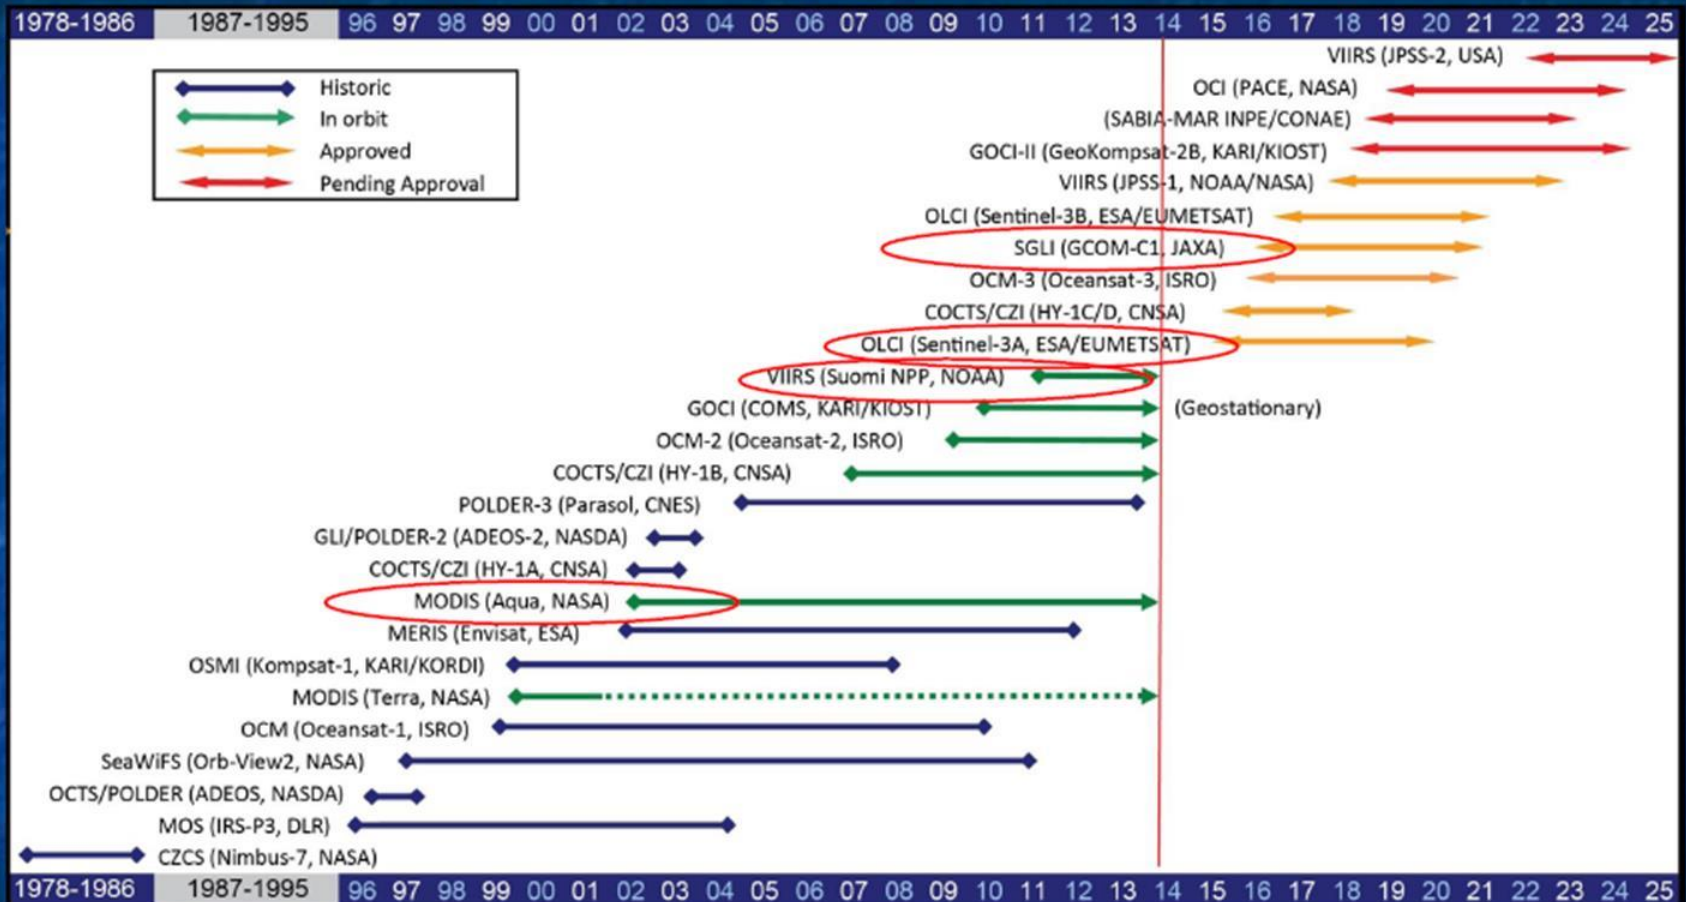 1978-1986 1987-1995 96 97 98 99 00 01 02 03 04 05 06 07 08 09 10 11 12 13 14 15 16 17 18 19 20 21 22 23 24 25
Historic
In orbit
Approved
Pending Approval
VIIRS (JPSS-2, USA)
OCI (PACE, NASA)
(SABIA-MAR INPE/CONAE)
GOCI-II (GeoKompsat-2B, KARI/KIOST)
VIIRS (JPSS-1, NOAA/NASA)
OLCI (Sentinel-3B, ESA/EUMETSAT)
SGLI (GCOM-C1, JAXA)
OCM-3 (Oceansat-3, ISRO)
COCTS/CZI (HY-1C/D, CNSA)
OLCI (Sentinel-3A, ESA/EUMETSAT)
VIIRS (Suomi NPP, NOAA)
GOCI (COMS, KARI/KIOST) (Geostationary)
OCM-2 (Oceansat-2, ISRO)
COCTS/CZI (HY-1B, CNSA)
POLDER-3 (Parasol, CNES)
GLI/POLDER-2 (ADEOS-2, NASDA)
COCTS/CZI (HY-1A, CNSA)
MODIS (Aqua, NASA)
MERIS (Envisat, ESA)
OSMI (Kompsat-1, KARI/KORDI)
MODIS (Terra, NASA)
OCM (Oceansat-1, ISRO)
SeaWiFS (Orb-View2, NASA)
OCTS/POLDER (ADEOS, NASDA)
MOS (IRS-P3, DLR)
CZCS (Nimbus-7, NASA)
1978-1986 1987-1995 96 97 98 99 00 01 02 03 04 05 06 07 08 09 10 11 12 13 14 15 16 17 18 19 20 21 22 23 24 25